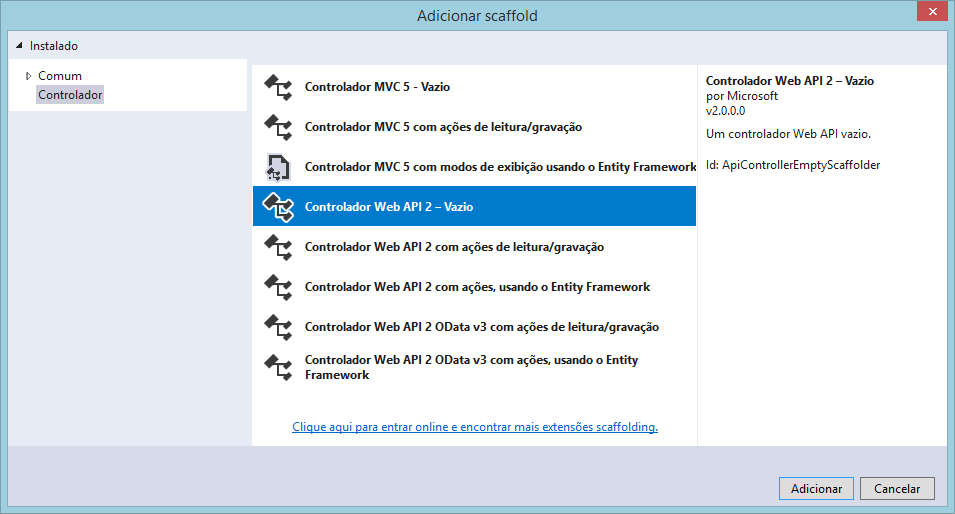 Adicionar scaffold
Instalado
Comum
Controlador
Controlador MVC 5 - Vazio
Controlador MVC 5 com ações de leitura/gravação
Controlador MVC 5 com modos de exibição usando o Entity Framework
Controlador Web API 2 – Vazio
Controlador Web API 2 com ações de leitura/gravação
Controlador Web API 2 com ações, usando o Entity Framework
Controlador Web API 2 OData v3 com ações de leitura/gravação
Controlador Web API 2 OData v3 com ações, usando o Entity
Framework
Clique aqui para entrar online e encontrar mais extensões scaffolding.
Controlador Web API 2 – Vazio
por Microsoft
v2.0.0.0
Um controlador Web API vazio.
Id: ApiControllerEmptyScaffolder
Adicionar
Cancelar